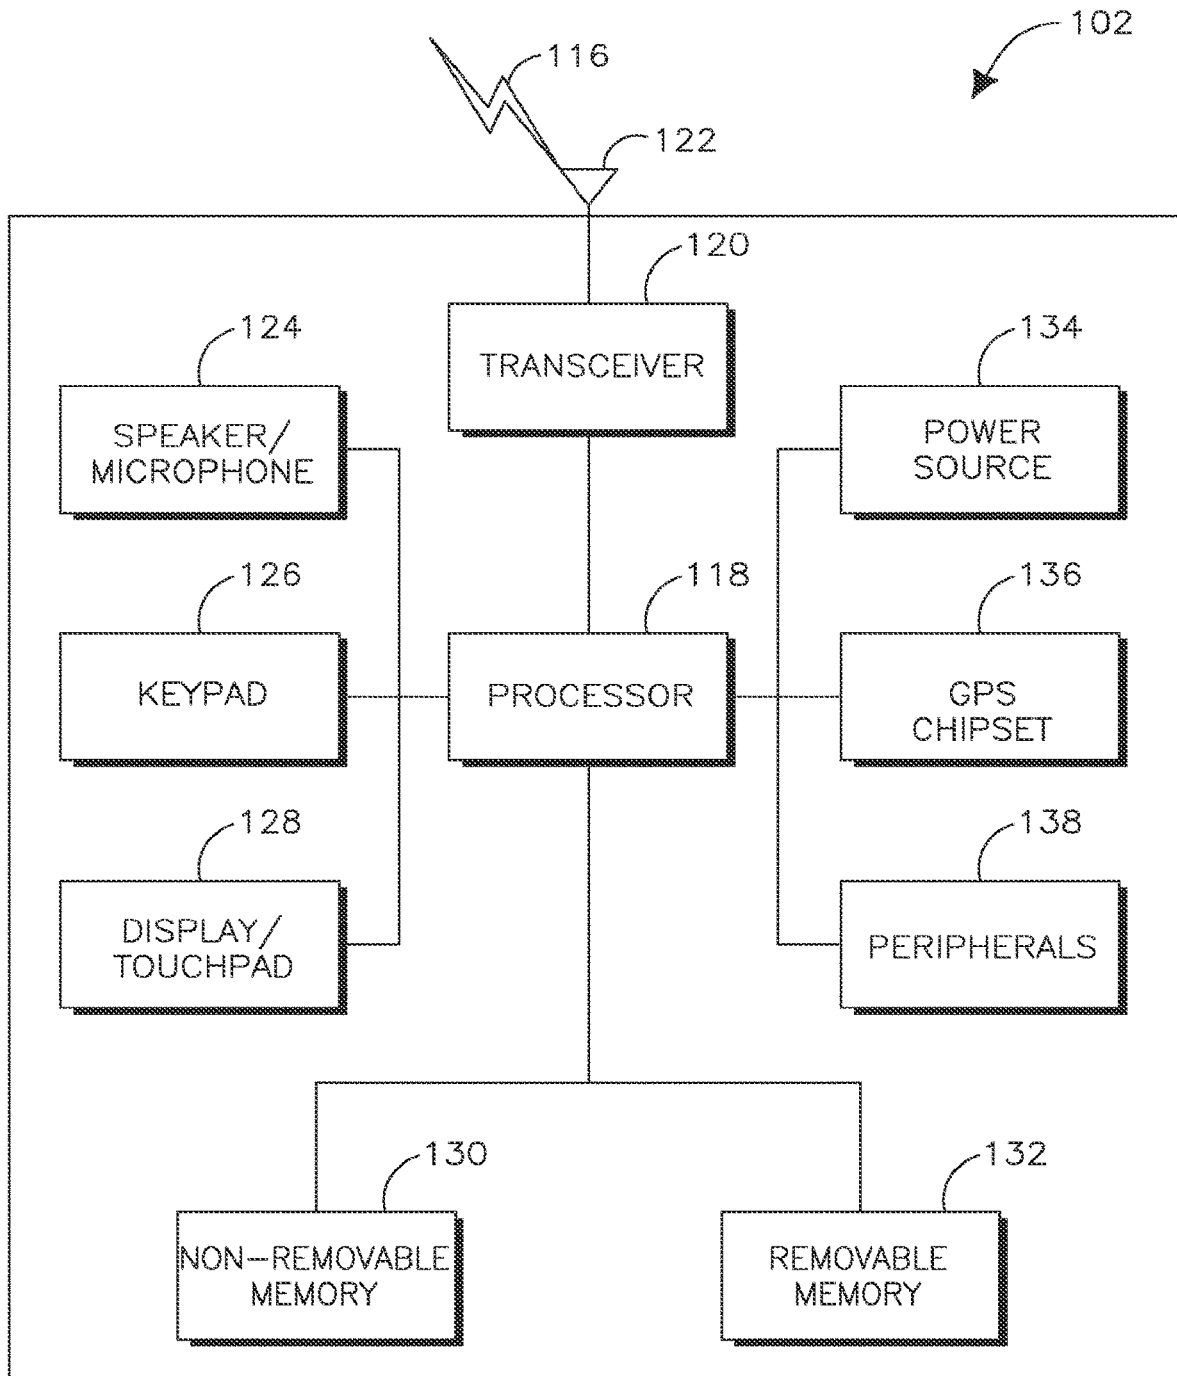 102
116
122
120
TRANSCEIVER
124
SPEAKER/
MICROPHONE
134
POWER
SOURCE
126
KEYPAD
118
PROCESSOR
136
GPS
CHIPSET
128
DISPLAY/
TOUCHPAD
138
PERIPHERALS
130
NON-REMOVABLE
MEMORY
132
REMOVABLE
MEMORY